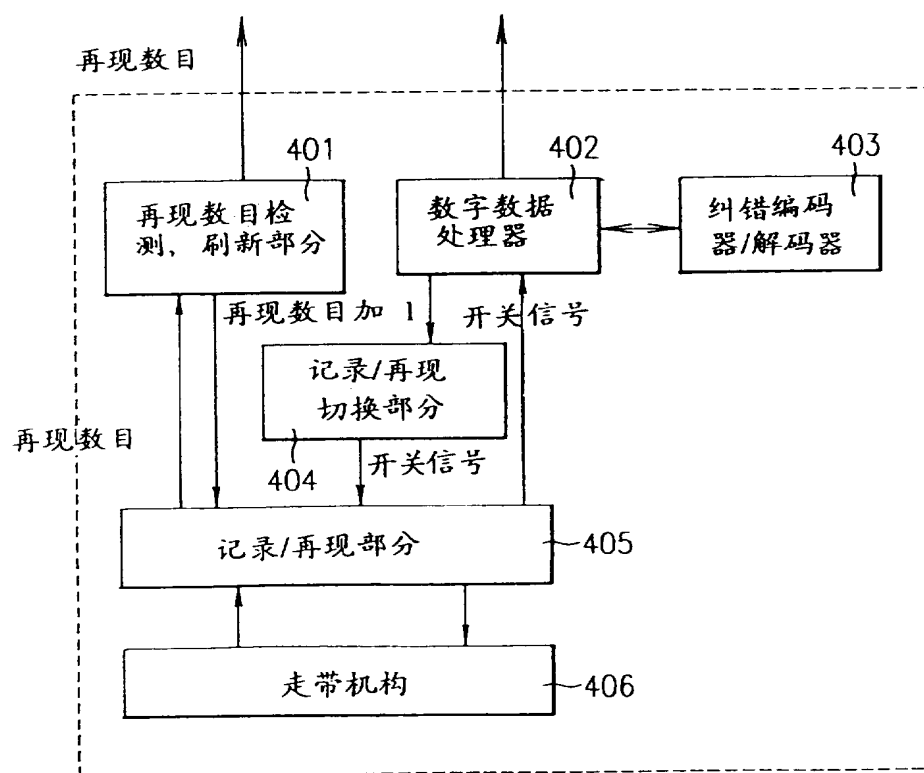 再现数目
401
402
403
再现数目检
测, 刷新部分
数字数据
处理器
纠错编码
器/解码器
再现数目加 1
开关信号
记录/再现
切换部分
再现数目
404
开关信号
记录/再现部分
405
走带机构
406